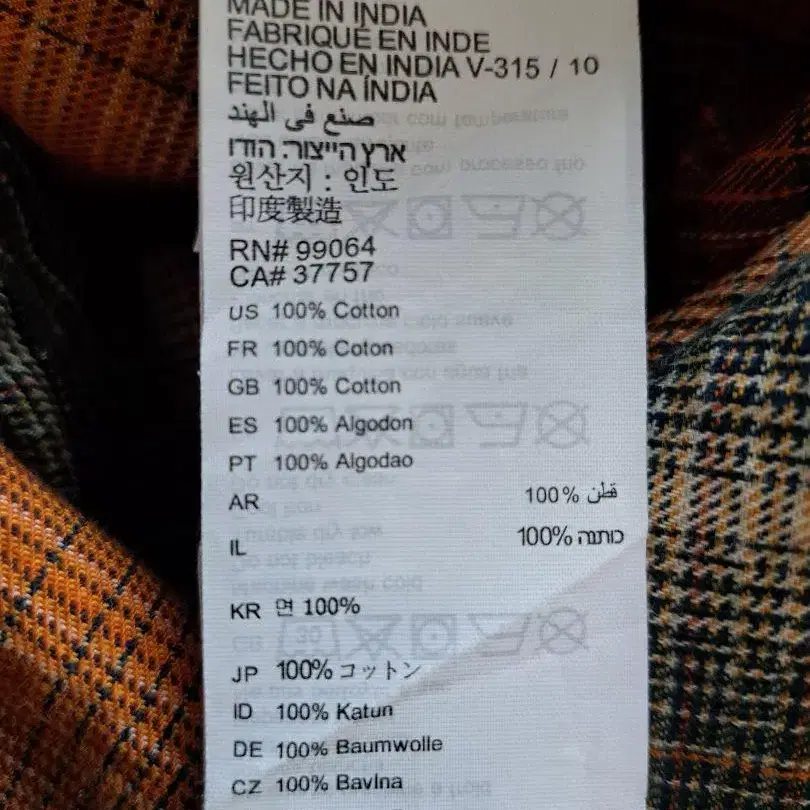 MADE IN INDIA
FABRIQUÉ EN INDE
HECHO EN INDIA V-315 / 10
FEITO NA ÍNDIA
صنع في الهند
ארץ הייצור: הודו
원산지 : 인도
印度製造
RN# 99064
CA# 37757
US 100% Cotton
FR 100% Coton
GB 100% Cotton
ES 100% Algodon
PT 100% Algodao
AR 100% قطن
IL 100% כותנה
KR 면 100%
JP 100% コットン
ID 100% Katun
DE 100% Baumwolle
CZ 100% Bavlna